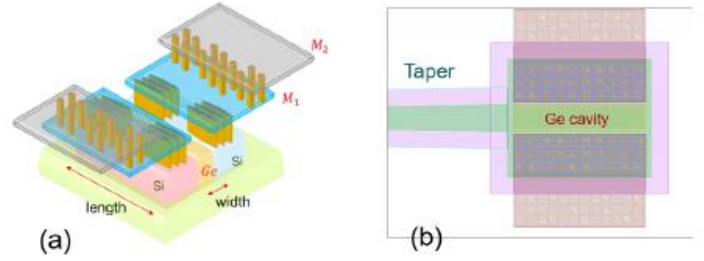 M₂
M₁
Si
Ge
Si
length
width
(a)
Taper
Ge cavity
(b)